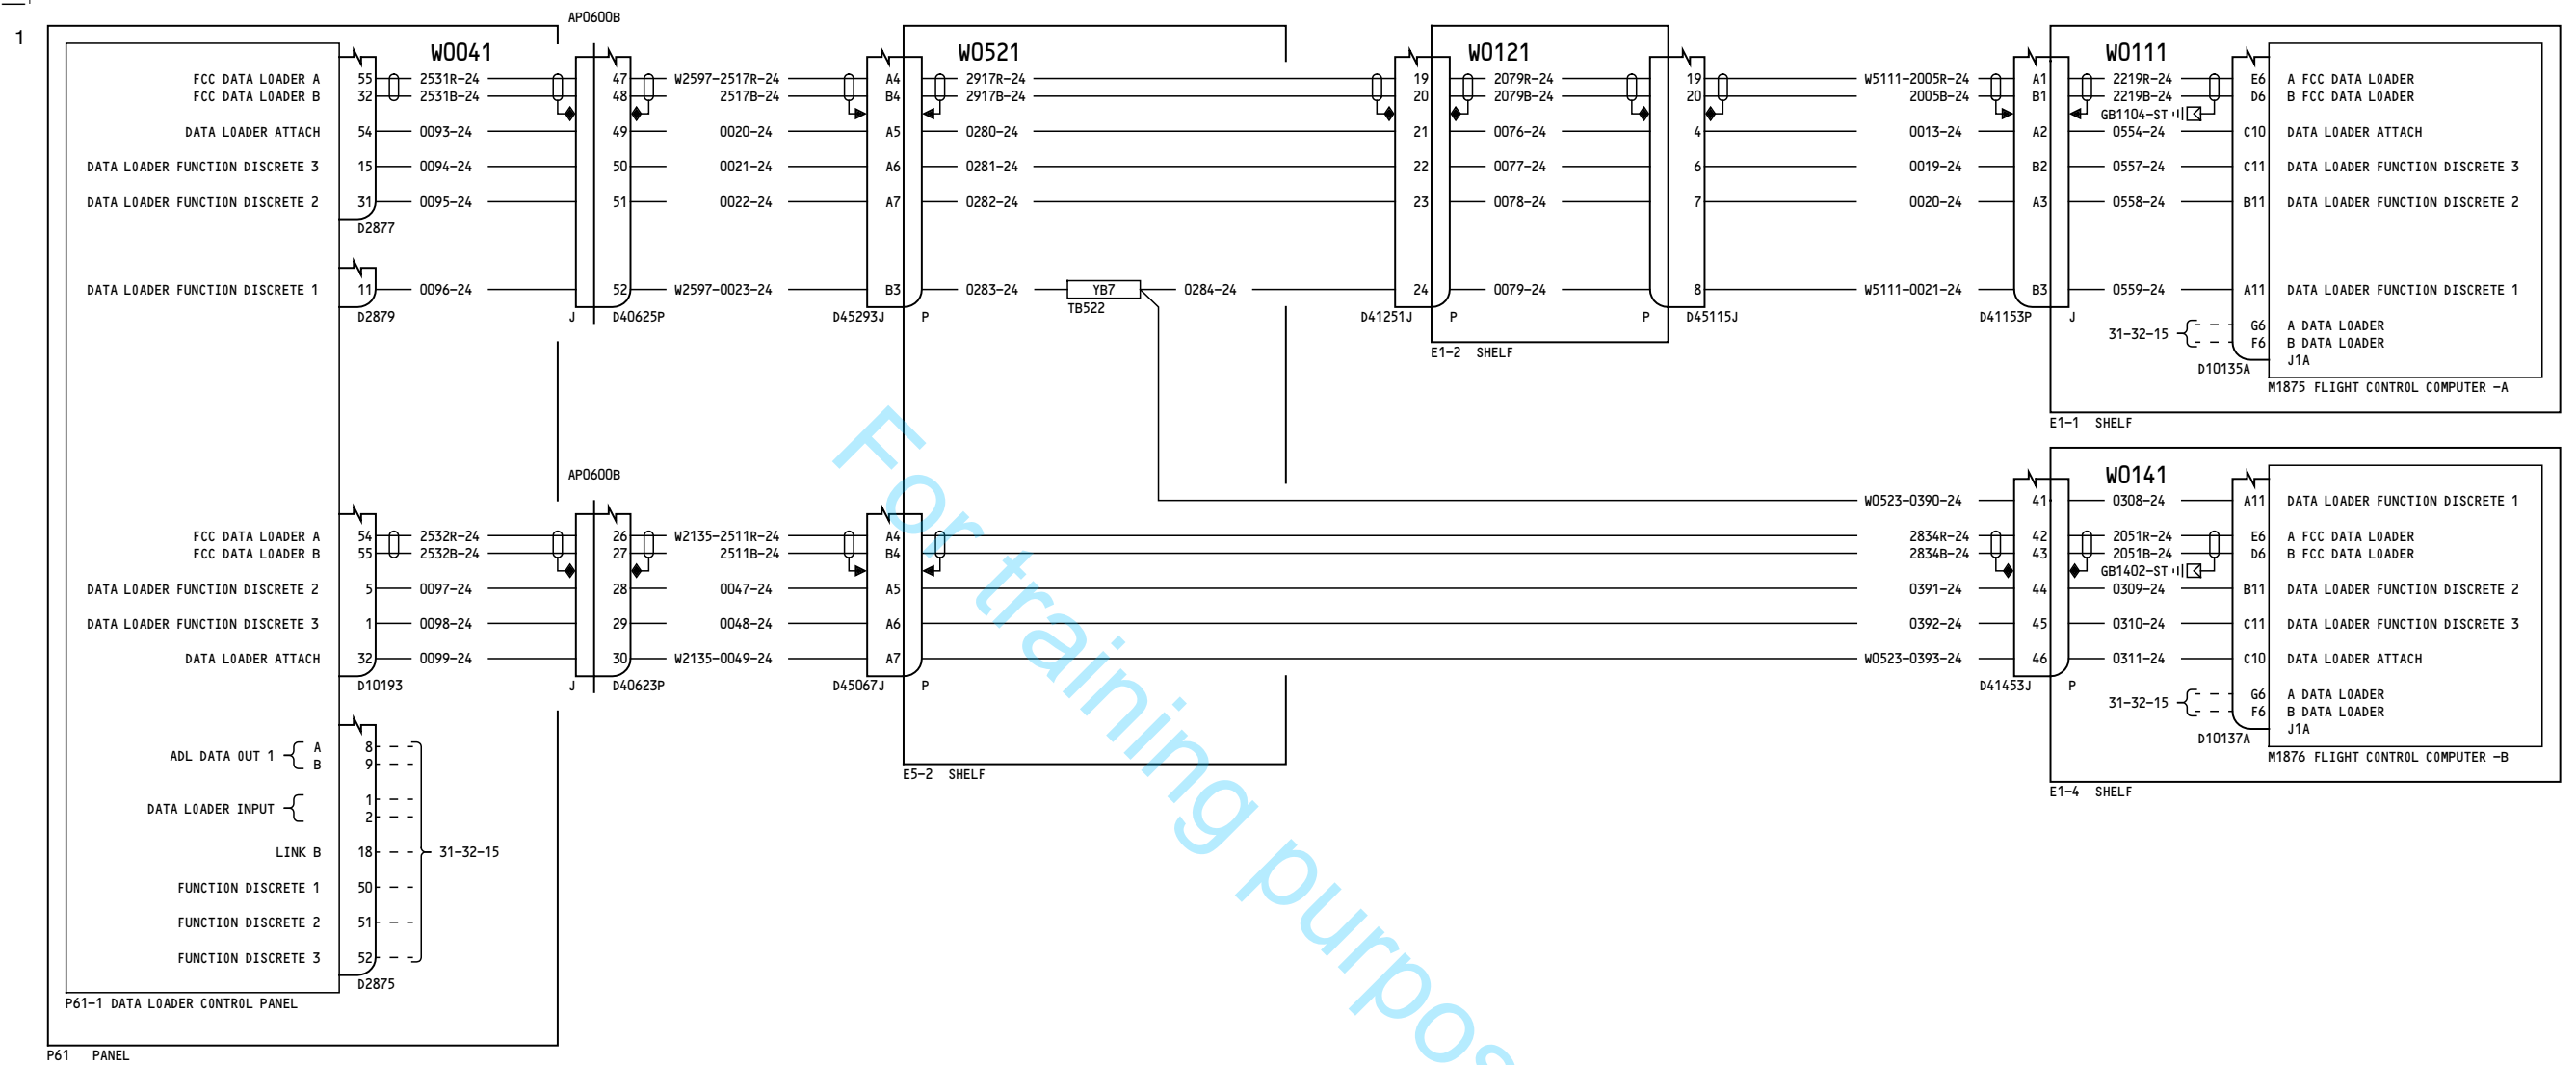 1
AP0600B
W0041 W0521 W0121 W0111
FCC DATA LOADER A 55 2531R-24 47 W2597-2517R-24 A4 2917R-24 19 2079R-24 19 W5111-2005R-24 A1 2219R-24 E6 A FCC DATA LOADER
FCC DATA LOADER B 32 2531B-24 48 2517B-24 B4 2917B-24 20 2079B-24 20 2005B-24 B1 2219B-24 D6 B FCC DATA LOADER
GB1104-ST
DATA LOADER ATTACH 54 0093-24 49 0020-24 A5 0280-24 21 0076-24 4 0013-24 A2 0554-24 C10 DATA LOADER ATTACH
DATA LOADER FUNCTION DISCRETE 3 15 0094-24 50 0021-24 A6 0281-24 22 0077-24 6 0019-24 B2 0557-24 C11 DATA LOADER FUNCTION DISCRETE 3
DATA LOADER FUNCTION DISCRETE 2 31 0095-24 51 0022-24 A7 0282-24 23 0078-24 7 0020-24 A3 0558-24 B11 DATA LOADER FUNCTION DISCRETE 2
D2877
DATA LOADER FUNCTION DISCRETE 1 11 0096-24 52 W2597-0023-24 B3 0283-24 YB7 0284-24 24 0079-24 8 W5111-0021-24 B3 0559-24 A11 DATA LOADER FUNCTION DISCRETE 1
TB522
D2879 J D40625P D45293J P D41251J P P D45115J D41153P J
31-32-15 G6 A DATA LOADER
F6 B DATA LOADER
E1-2 SHELF
J1A
D10135A
M1875 FLIGHT CONTROL COMPUTER -A
E1-1 SHELF
AP0600B
W0141
W0523-0390-24 41 0308-24 A11 DATA LOADER FUNCTION DISCRETE 1
FCC DATA LOADER A 54 2532R-24 26 W2135-2511R-24 A4 2834R-24 42 2051R-24 E6 A FCC DATA LOADER
FCC DATA LOADER B 55 2532B-24 27 2511B-24 B4 2834B-24 43 2051B-24 D6 B FCC DATA LOADER
GB1402-ST
DATA LOADER FUNCTION DISCRETE 2 5 0097-24 28 0047-24 A5 0391-24 44 0309-24 B11 DATA LOADER FUNCTION DISCRETE 2
DATA LOADER FUNCTION DISCRETE 3 1 0098-24 29 0048-24 A6 0392-24 45 0310-24 C11 DATA LOADER FUNCTION DISCRETE 3
DATA LOADER ATTACH 32 0099-24 30 W2135-0049-24 A7 W0523-0393-24 46 0311-24 C10 DATA LOADER ATTACH
D10193 J D40623P D45067J P D41453J P
31-32-15 G6 A DATA LOADER
F6 B DATA LOADER
J1A
D10137A
M1876 FLIGHT CONTROL COMPUTER -B
E1-4 SHELF
ADL DATA OUT 1 A 8
B 9
E5-2 SHELF
DATA LOADER INPUT 1
2
LINK B 18 31-32-15
FUNCTION DISCRETE 1 50
FUNCTION DISCRETE 2 51
FUNCTION DISCRETE 3 52
D2875
P61-1 DATA LOADER CONTROL PANEL
P61 PANEL
For training purpos